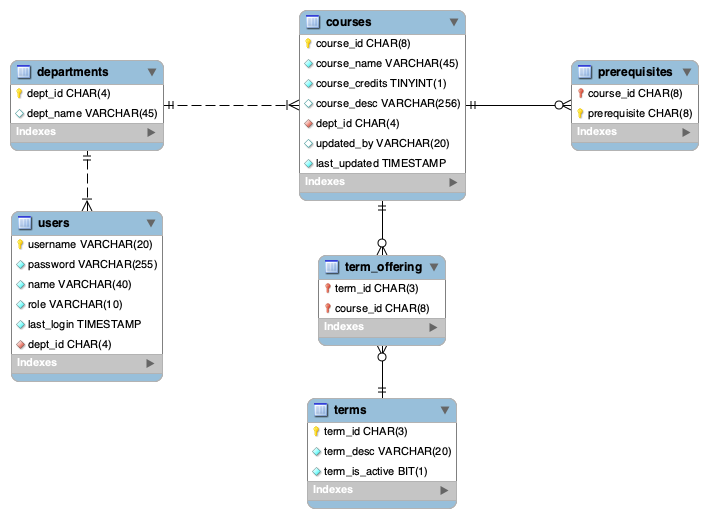 courses
course_id CHAR(8)
course_name VARCHAR(45)
course_credits TINYINT(1)
course_desc VARCHAR(256)
dept_id CHAR(4)
updated_by VARCHAR(20)
last_updated TIMESTAMP
Indexes
departments
dept_id CHAR(4)
dept_name VARCHAR(45)
Indexes
prerequisites
course_id CHAR(8)
prerequisite CHAR(8)
Indexes
users
username VARCHAR(20)
password VARCHAR(255)
name VARCHAR(40)
role VARCHAR(10)
last_login TIMESTAMP
dept_id CHAR(4)
Indexes
term_offering
term_id CHAR(3)
course_id CHAR(8)
Indexes
terms
term_id CHAR(3)
term_desc VARCHAR(20)
term_is_active BIT(1)
Indexes